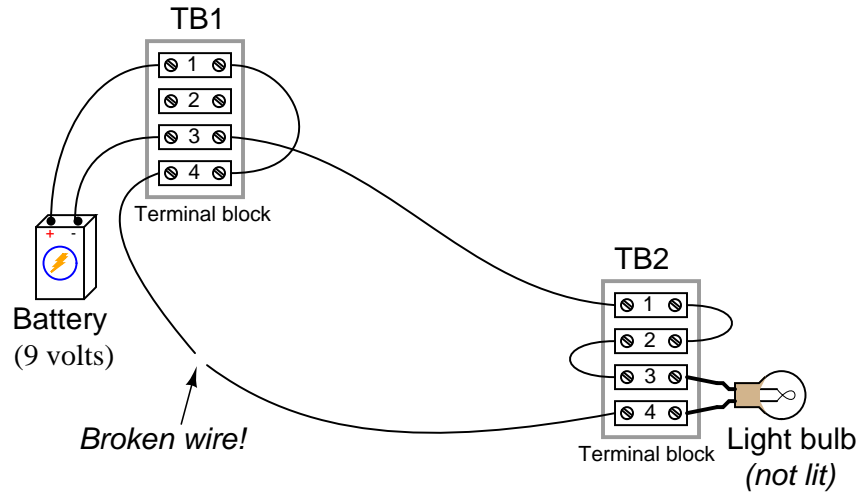 TB1
1
2
3
4
Terminal block
+ -
Battery
(9 volts)
Broken wire!
TB2
1
2
3
4
Terminal block
Light bulb
(not lit)